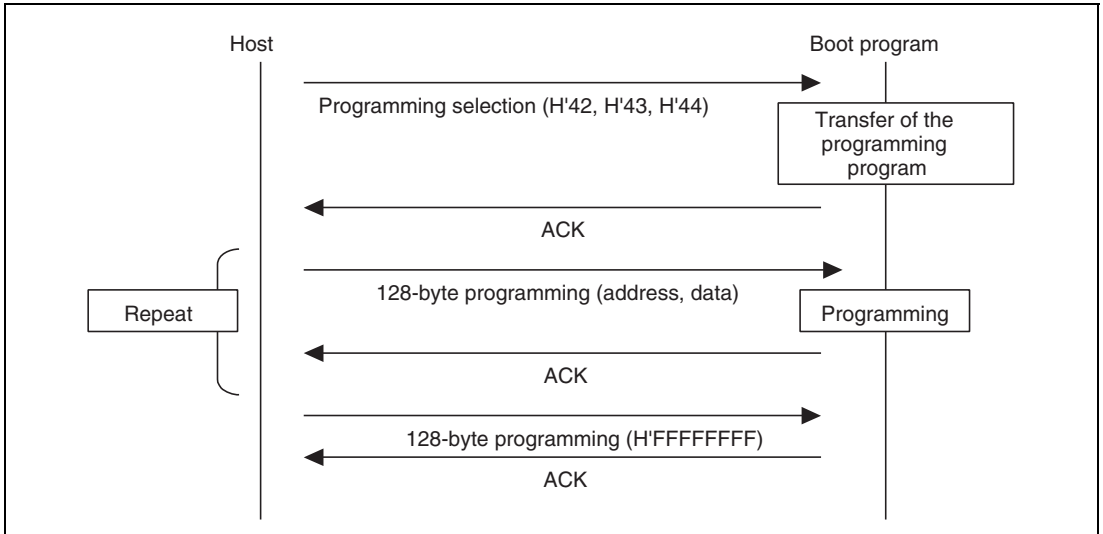 Host
Boot program
Programming selection (H'42, H'43, H'44)
Transfer of the
programming
program
ACK
128-byte programming (address, data)
Repeat
Programming
ACK
128-byte programming (H'FFFFFFFF)
ACK